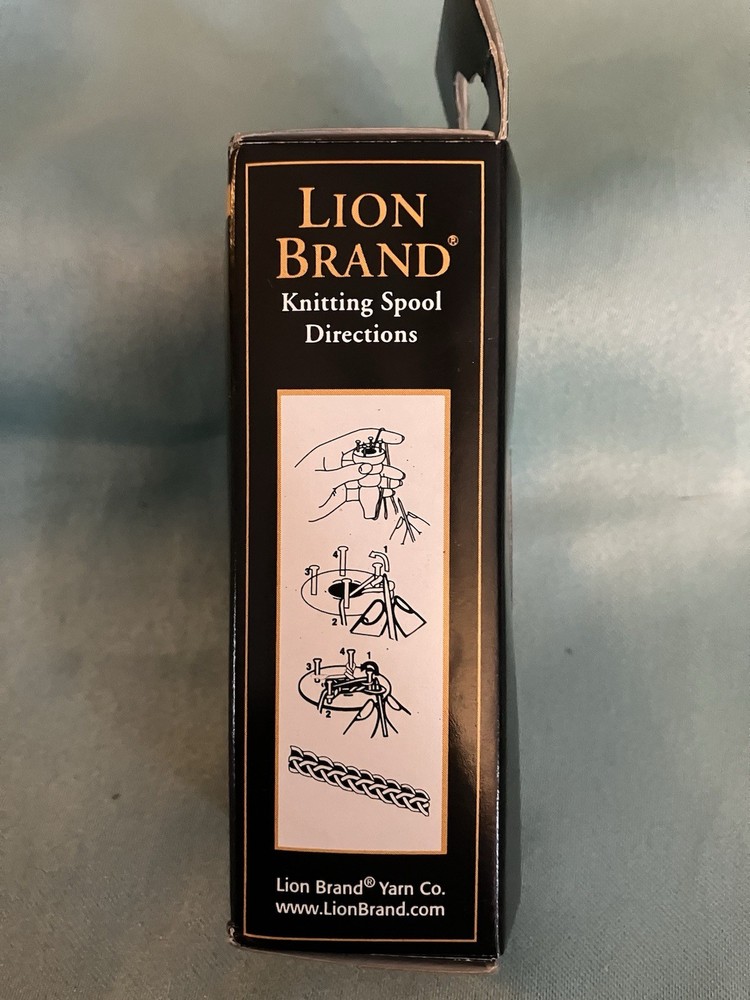 LION
BRAND®
Knitting Spool
Directions
4
1
3
2
4
1
3
2
Lion Brand® Yarn Co.
www.LionBrand.com